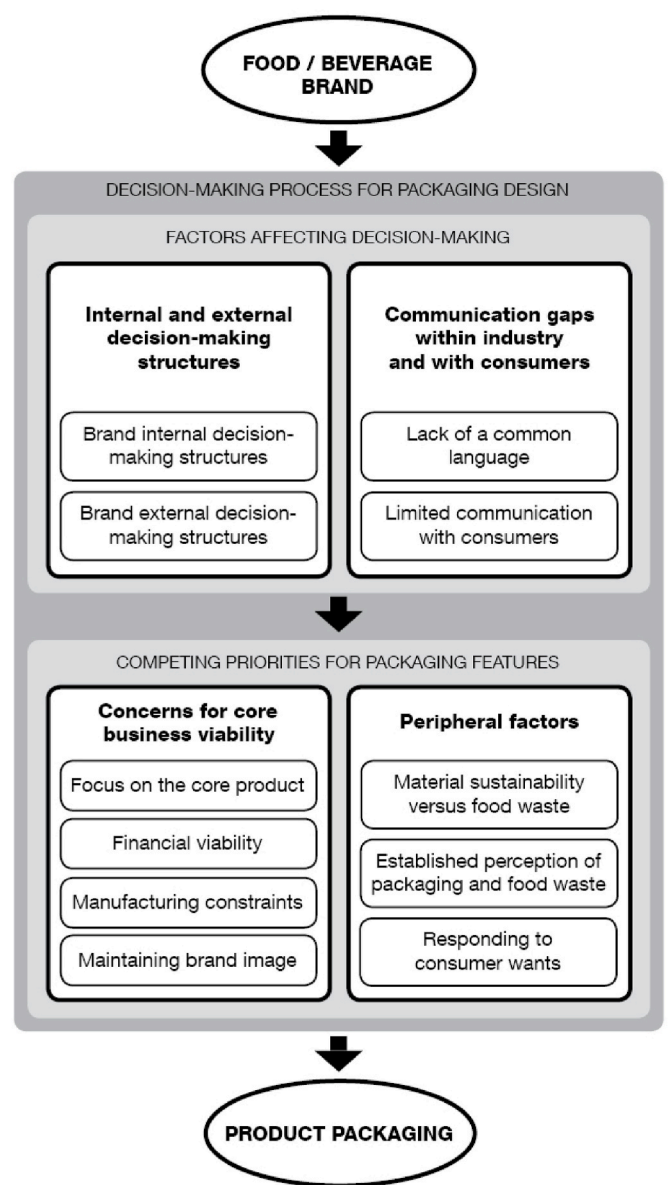 FOOD / BEVERAGE
BRAND
DECISION-MAKING PROCESS FOR PACKAGING DESIGN
FACTORS AFFECTING DECISION-MAKING
Internal and external
decision-making
structures
Brand internal decision-
making structures
Brand external decision-
making structures
Communication gaps
within industry
and with consumers
Lack of a common
language
Limited communication
with consumers
COMPETING PRIORITIES FOR PACKAGING FEATURES
Concerns for core
business viability
Focus on the core product
Financial viability
Manufacturing constraints
Maintaining brand image
Peripheral factors
Material sustainability
versus food waste
Established perception of
packaging and food waste
Responding to
consumer wants
PRODUCT PACKAGING